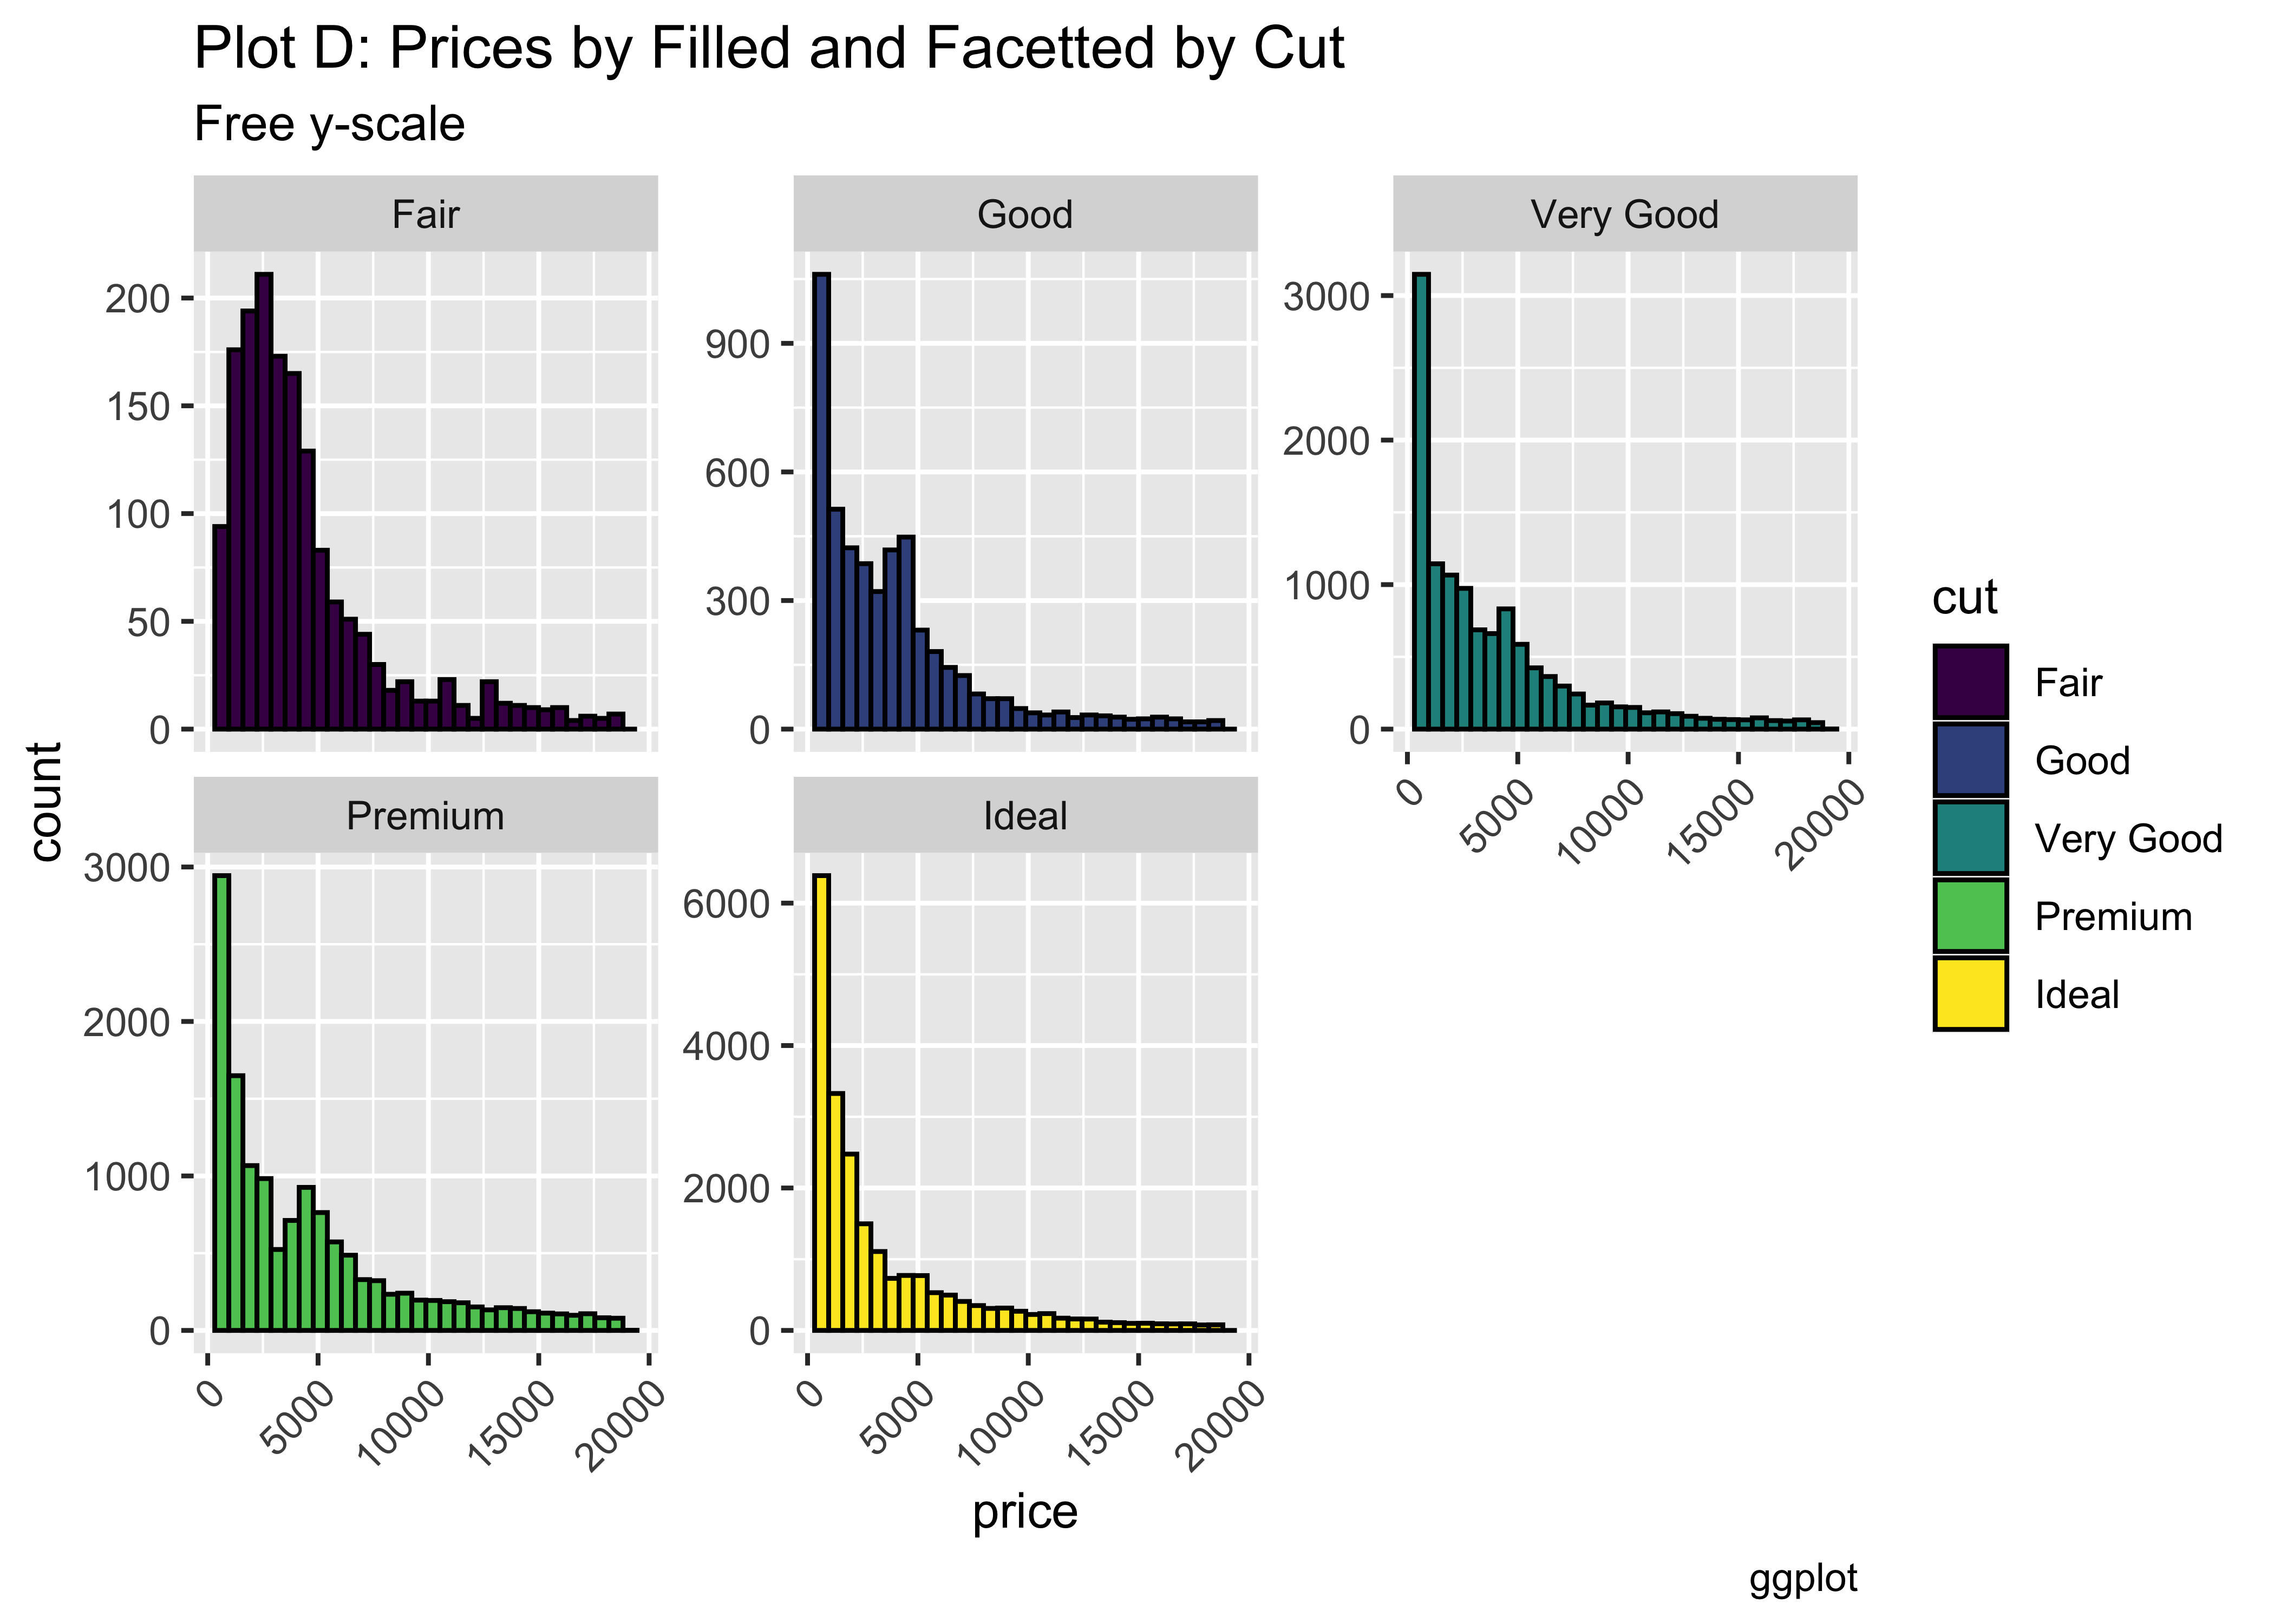 Plot D: Prices by Filled and Facetted by Cut
Free y-scale
Fair
Good
Very Good
200
150
100
50
0
900
600
300
0
3000
2000
1000
0
0
5000
10000
15000
20000
Premium
Ideal
3000
2000
1000
0
6000
4000
2000
0
0
5000
10000
15000
20000
0
5000
10000
15000
20000
count
price
cut
Fair
Good
Very Good
Premium
Ideal
ggplot